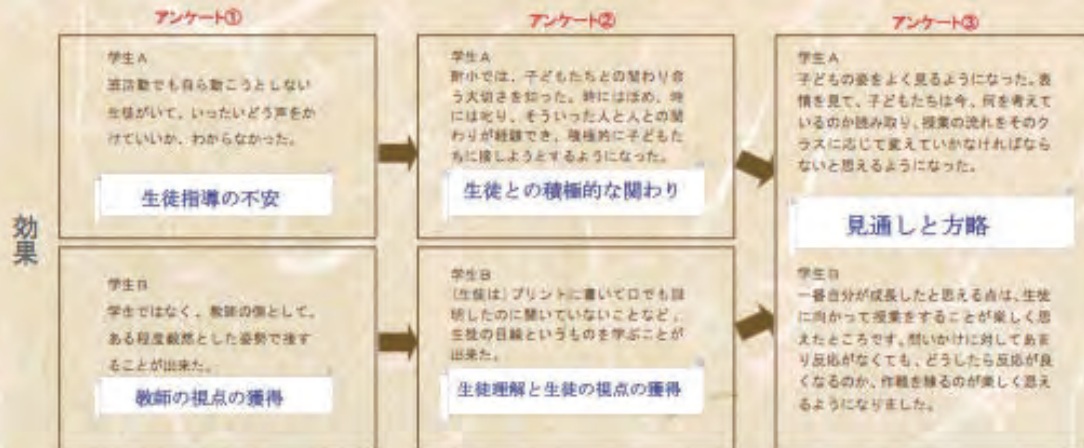 アンケート①
学生A
班活動でも自ら動こうとしない
生徒がいて、いったいどう声をか
けていいか、わからなかった。
生徒指導の不安
アンケート②
学生A
附小では、子どもたちとの関わり合
う大切さを知った。時にはほめ、時
には叱り、そういった人と人との関
わりが経験でき、積極的に子どもた
ちに接しようとするようになった。
生徒との積極的な関わり
アンケート③
学生A
子どもの姿をよく見るようになった。表
情を見て、子どもたちは今、何を考えて
いるのか読み取り、授業の流れをそのク
ラスに応じて変えていかなければなら
ないと思えるようになった。
見通しと方略
効果
学生B
学生ではなく、教師の側として、
ある程度毅然とした姿勢で接す
ることが出来た。
教師の視点の獲得
学生B
(生徒は)プリントに書いて口でも説
明したのに聞いていないことなど、
生徒の目線というものを学ぶことが
出来た。
生徒理解と生徒の視点の獲得
学生B
一番自分が成長したと思える点は、生徒
に向かって授業をすることが楽しく思
えたところです。問いかけに対してあま
り反応がなくても、どうしたら反応が良
くなるのか、作戦を練るのが楽しく思え
るようになりました。